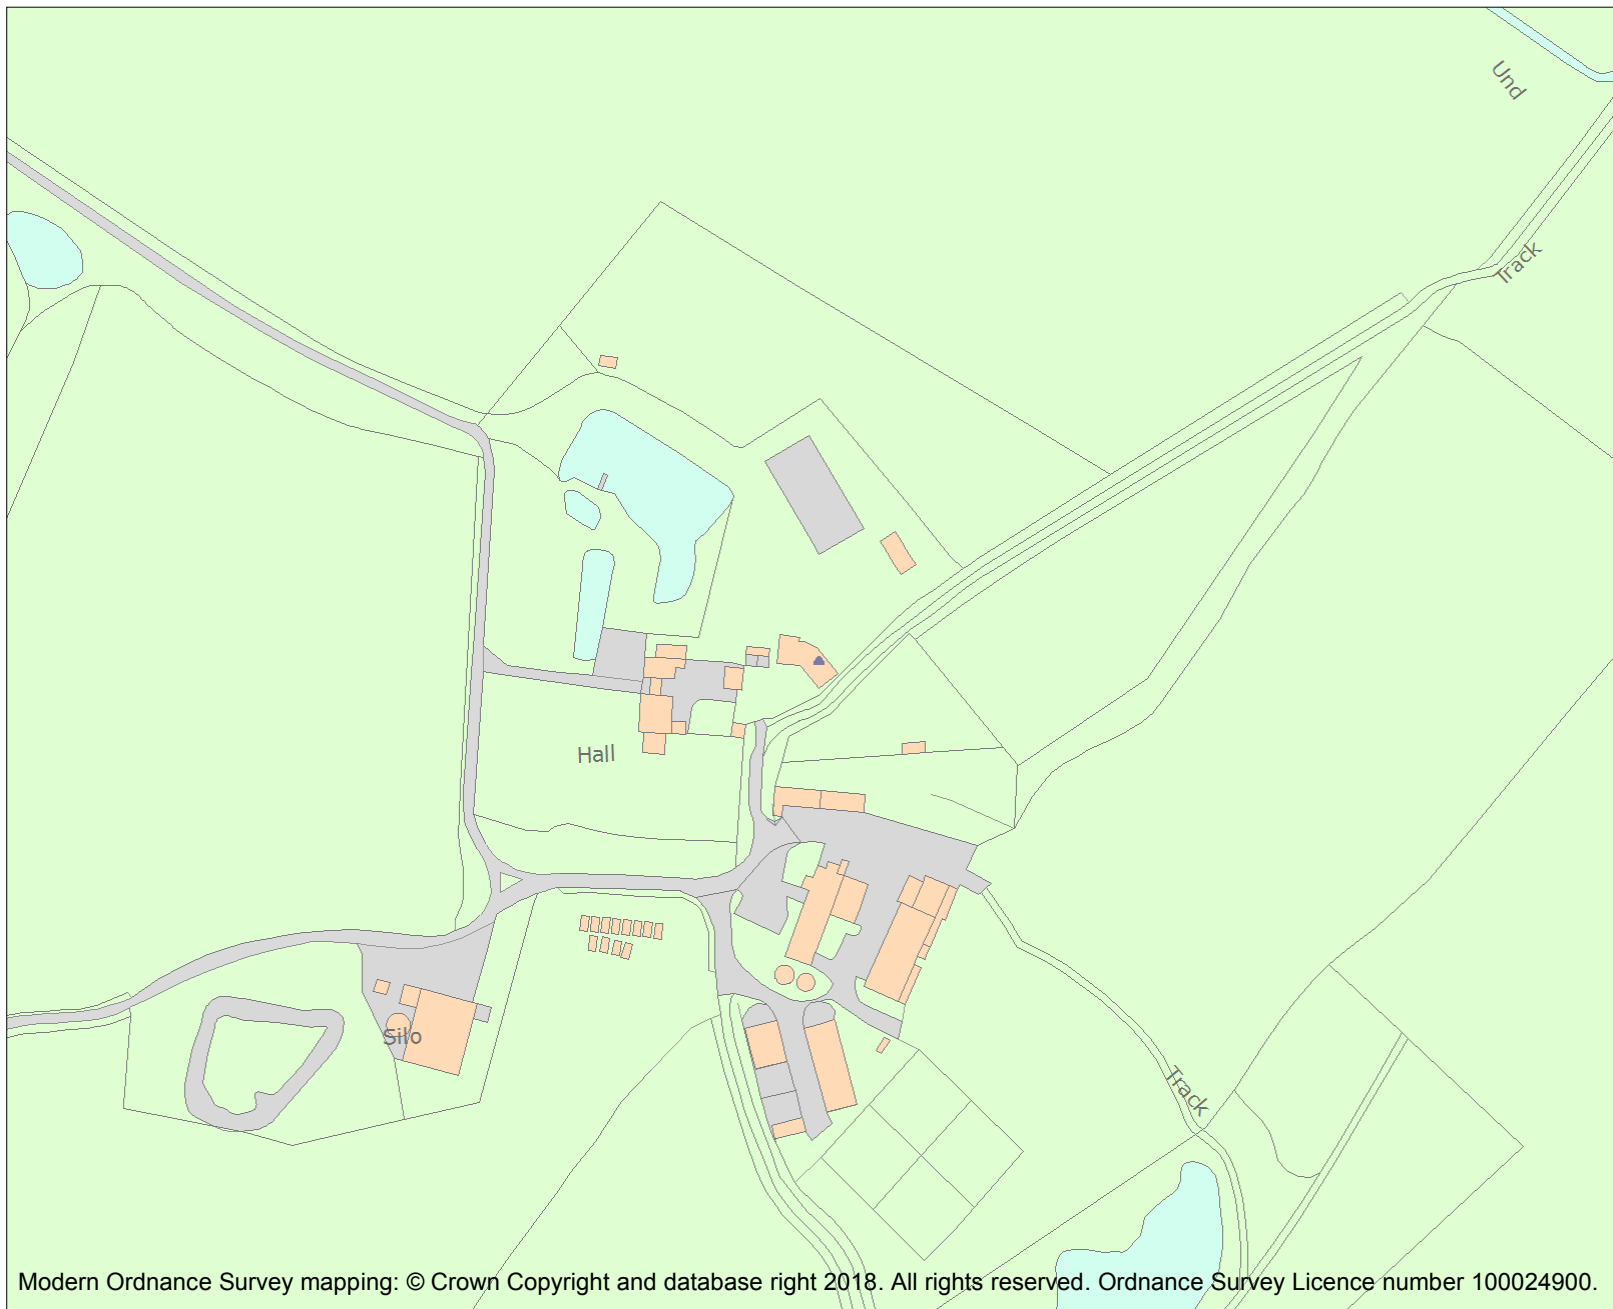 Und
Track
Hall
Silo
Track
Modern Ordnance Survey mapping: © Crown Copyright and database right 2018. All rights reserved. Ordnance Survey Licence number 100024900.